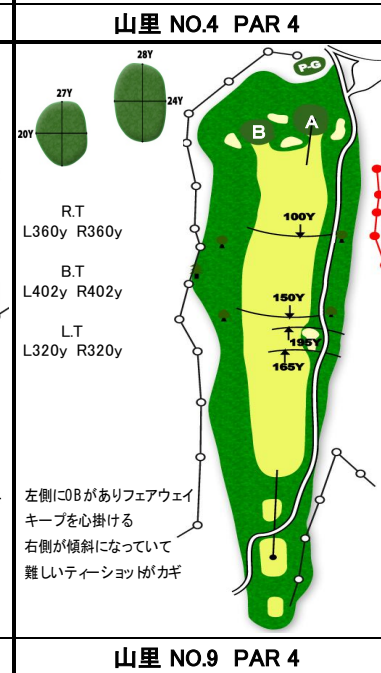 山里 NO.4 PAR 4
28Y
24Y
27Y
20Y
P-G
B
A
R.T
L360y R360y
B.T
L402y R402y
L.T
L320y R320y
100Y
150Y
195Y
165Y
左側にOBがありフェアウェイ
キープを心掛ける
右側が傾斜になっていて
難しいティーショットがカギ
山里 NO.9 PAR 4